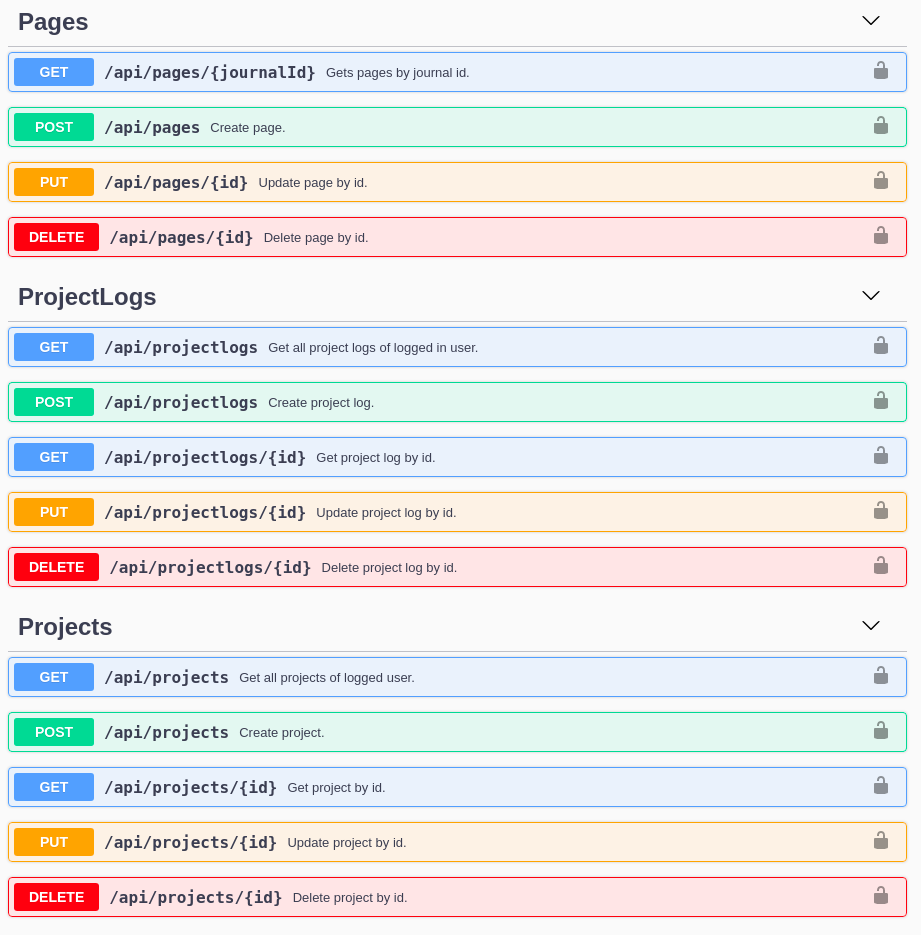 Pages
GET /api/pages/{journalId} Gets pages by journal id.
POST /api/pages Create page.
PUT /api/pages/{id} Update page by id.
DELETE /api/pages/{id} Delete page by id.
ProjectLogs
GET /api/projectlogs Get all project logs of logged in user.
POST /api/projectlogs Create project log.
GET /api/projectlogs/{id} Get project log by id.
PUT /api/projectlogs/{id} Update project log by id.
DELETE /api/projectlogs/{id} Delete project log by id.
Projects
GET /api/projects Get all projects of logged user.
POST /api/projects Create project.
GET /api/projects/{id} Get project by id.
PUT /api/projects/{id} Update project by id.
DELETE /api/projects/{id} Delete project by id.